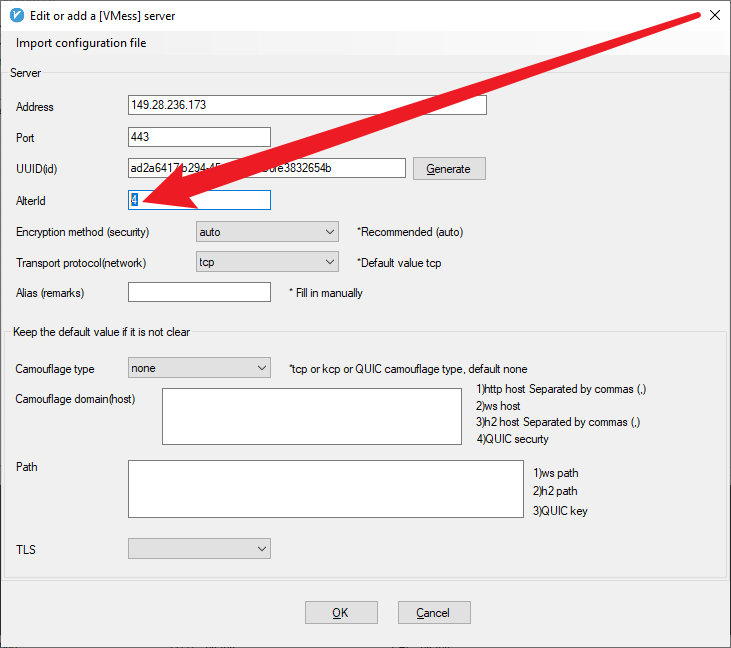 Edit or add a [VMess] server
Import configuration file
Server
Address
149.28.236.173
Port
443
UUID(id)
Generate
AlterId
4
Encryption method (security)
auto
*Recommended (auto)
Transport protocol(network)
tcp
*Default value tcp
Alias (remarks)
* Fill in manually
Keep the default value if it is not clear
Camouflage type
none
*tcp or kcp or QUIC camouflage type, default none
Camouflage domain(host)
1)http host Separated by commas (,)
2)ws host
3)h2 host Separated by commas (,)
4)QUIC securty
Path
1)ws path
2)h2 path
3)QUIC key
TLS
OK
Cancel